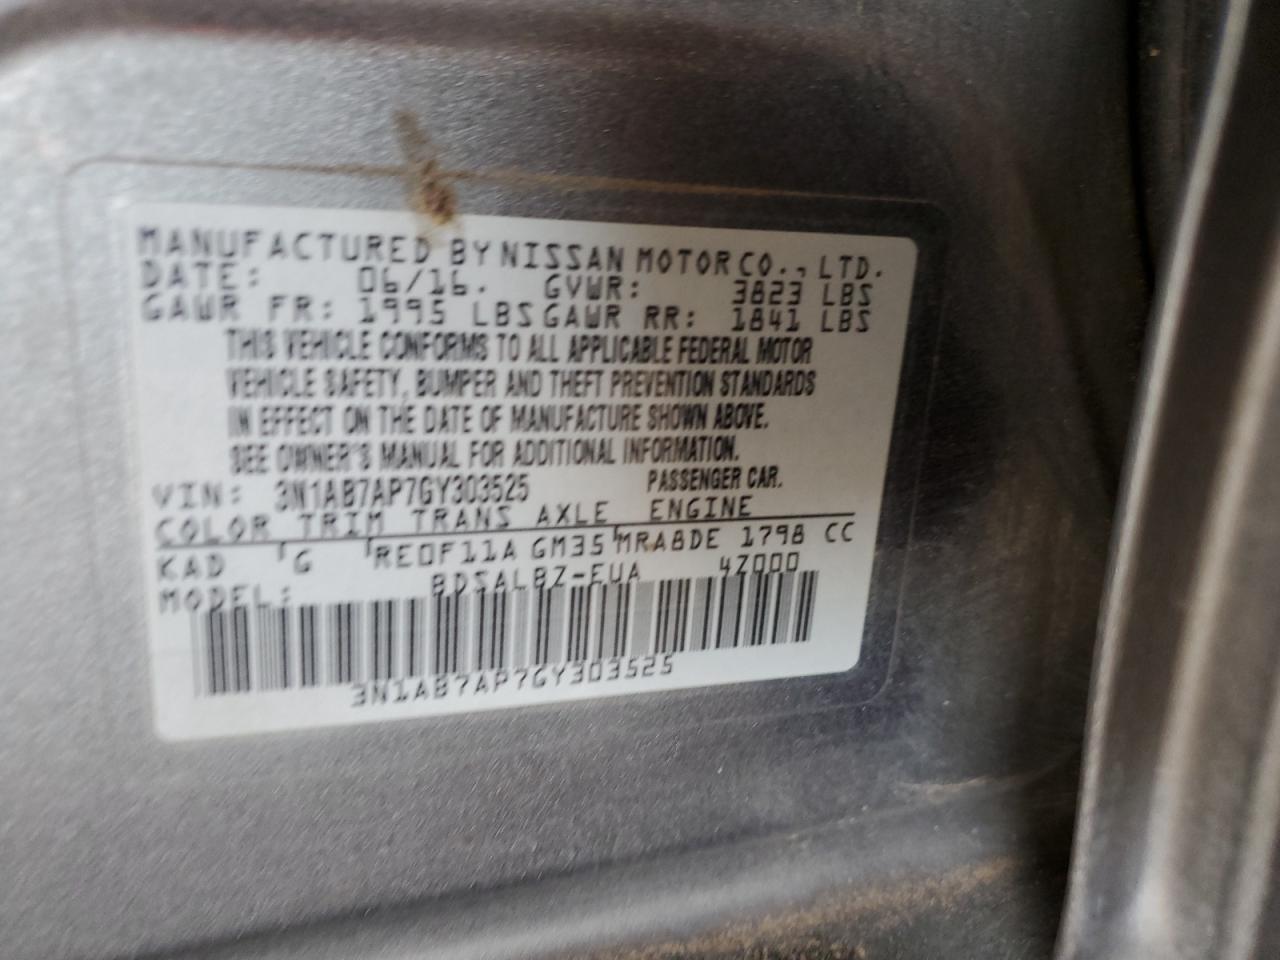 MANUFACTURED BY NISSAN MOTOR CO., LTD.
DATE: 06/16. GVWR: 3823 LBS
GAWR FR: 1995 LBS GAWR RR: 1841 LBS
THIS VEHICLE CONFORMS TO ALL APPLICABLE FEDERAL MOTOR
VEHICLE SAFETY, BUMPER AND THEFT PREVENTION STANDARDS
IN EFFECT ON THE DATE OF MANUFACTURE SHOWN ABOVE.
SEE OWNER'S MANUAL FOR ADDITIONAL INFORMATION.
VIN: 3N1AB7AP7GY303525 PASSENGER CAR.
COLOR TRIM TRANS AXLE ENGINE
KAD G RE0F11A GM35 MRA8DE 1798 CC
MODEL: BDSALBZ-EUA 4Z000
3N1AB7AP7GY303525